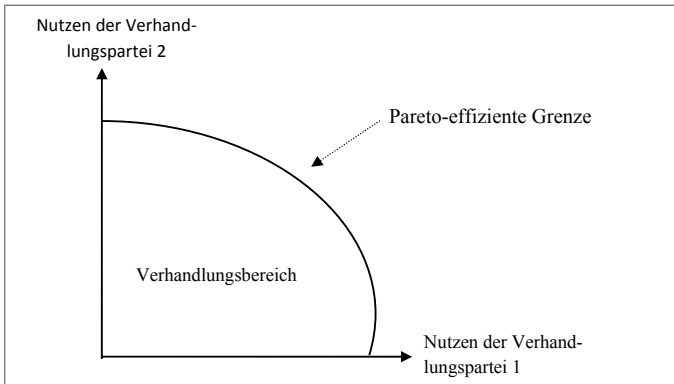 Nutzen der Verhand-
lungspartei 2
Pareto-effiziente Grenze
Verhandlungsbereich
Nutzen der Verhand-
lungspartei 1